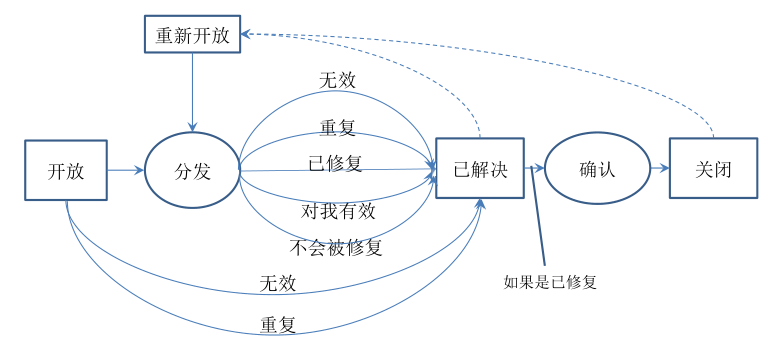 重新开放
无效
重复
开放
分发
已修复
已解决
确认
关闭
对我有效
不会被修复
无效
如果是已修复
重复